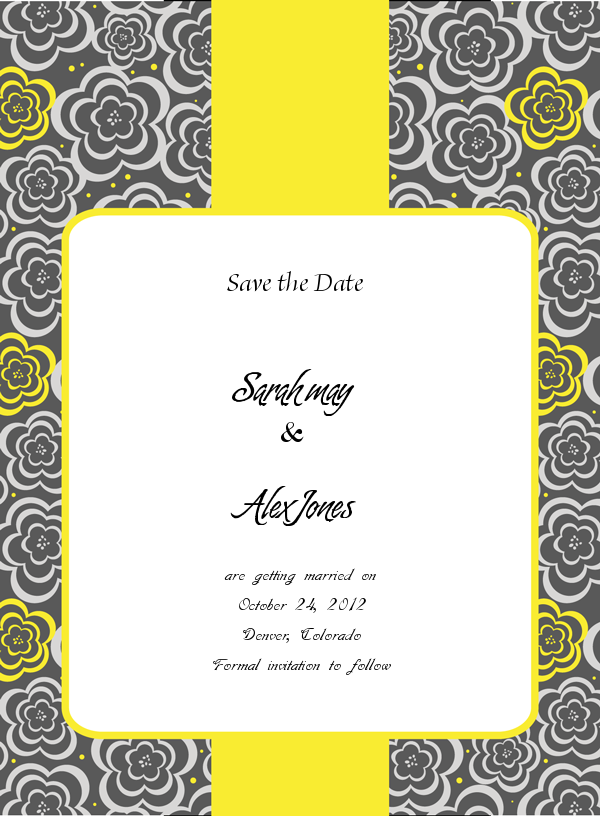 Save the Date
Sarah may
&
Alex Jones
are getting married on
October 24, 2012
Denver, Colorado
Formal invitation to follow